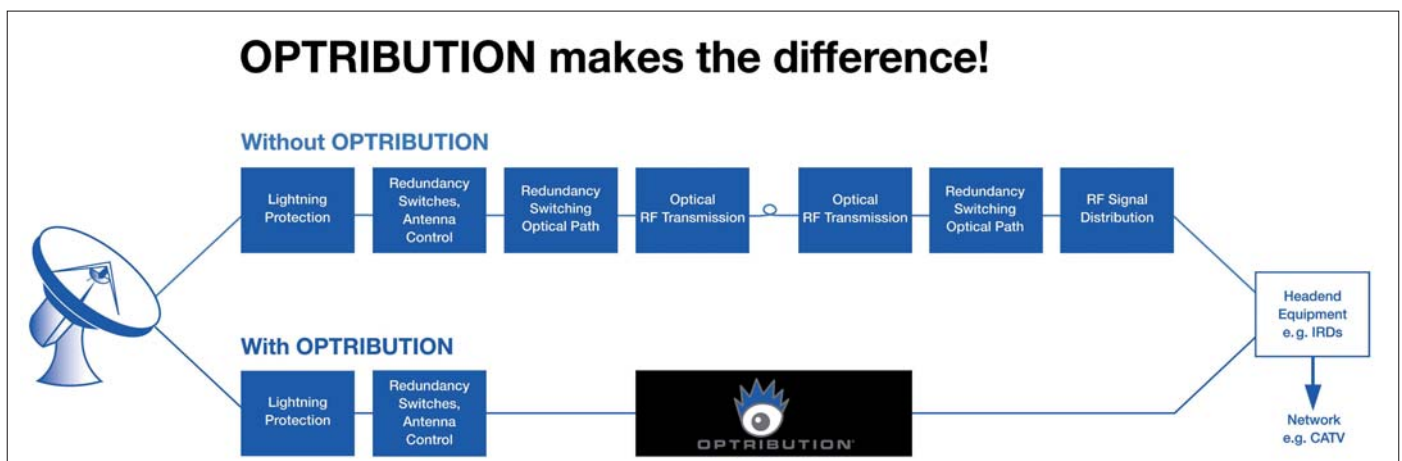 OPTRIBUTION makes the difference!
Without OPTRIBUTION
Lightning
Protection
Redundancy
Switches,
Antenna
Control
Redundancy
Switching
Optical Path
Optical
RF Transmission
Optical
RF Transmission
Redundancy
Switching
Optical Path
RF Signal
Distribution
Headend
Equipment
e.g. IRDs
Network
e.g. CATV
With OPTRIBUTION
Lightning
Protection
Redundancy
Switches,
Antenna
Control
OPTRIBUTION